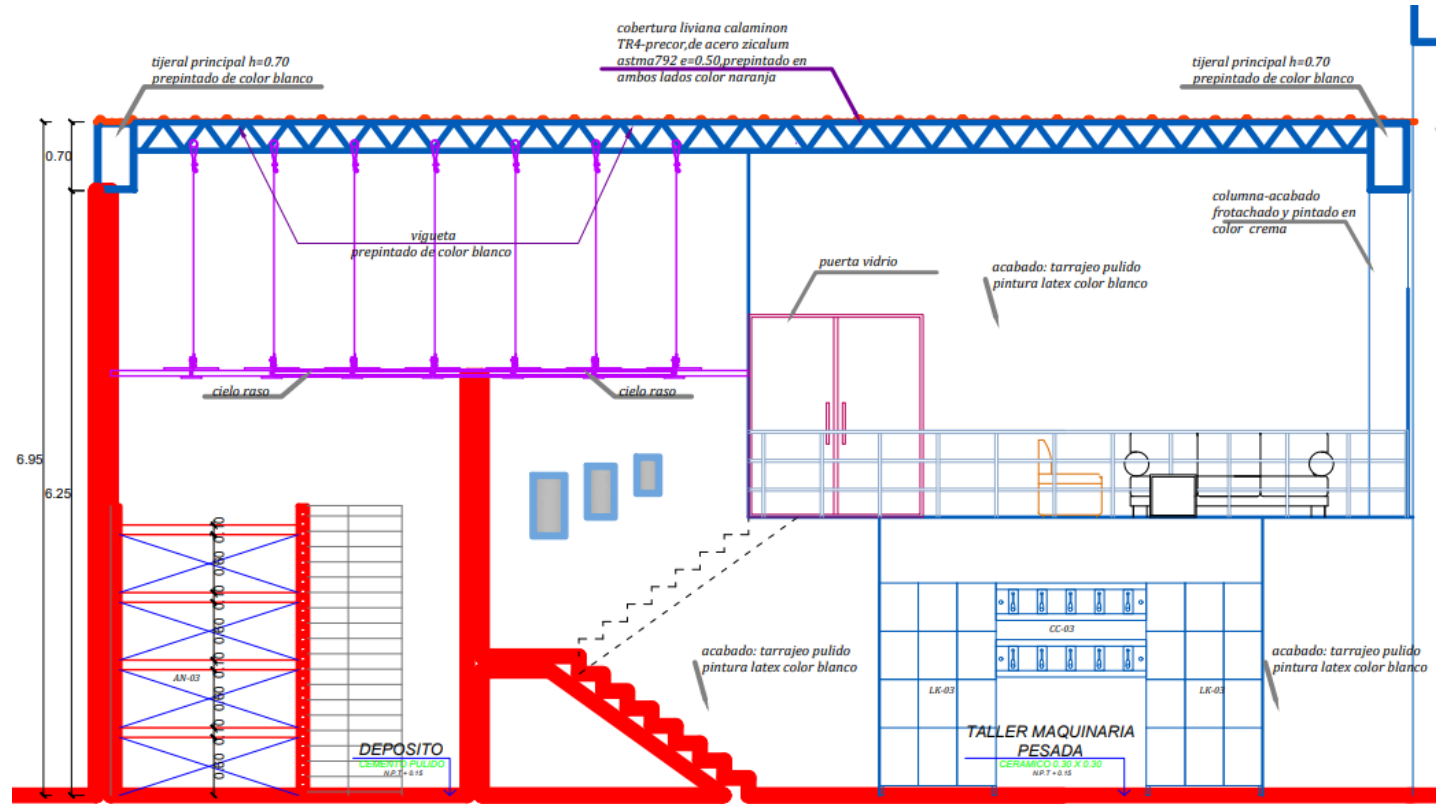 cobertura liviana calaminon
TR4-precor,de acero zicalum
astma792 e=0.50,prepintado en
ambos lados color naranja
tijeral principal h=0.70
prepintado de color blanco
tijeral principal h=0.70
prepintado de color blanco
0.70
columna-acabado
frotachado y pintado en
color crema
vigueta
prepintado de color blanco
puerta vidrio
acabado: tarrajeo pulido
pintura latex color blanco
cielo raso
cielo raso
6.95
6.25
acabado: tarrajeo pulido
pintura latex color blanco
acabado: tarrajeo pulido
pintura latex color blanco
CC-03
AN-03
LK-03
LK-03
DEPOSITO
CEMENTO PULIDO
N.P.T + 0.15
TALLER MAQUINARIA
PESADA
CERAMICO 0.30 X 0.30
N.P.T + 0.15